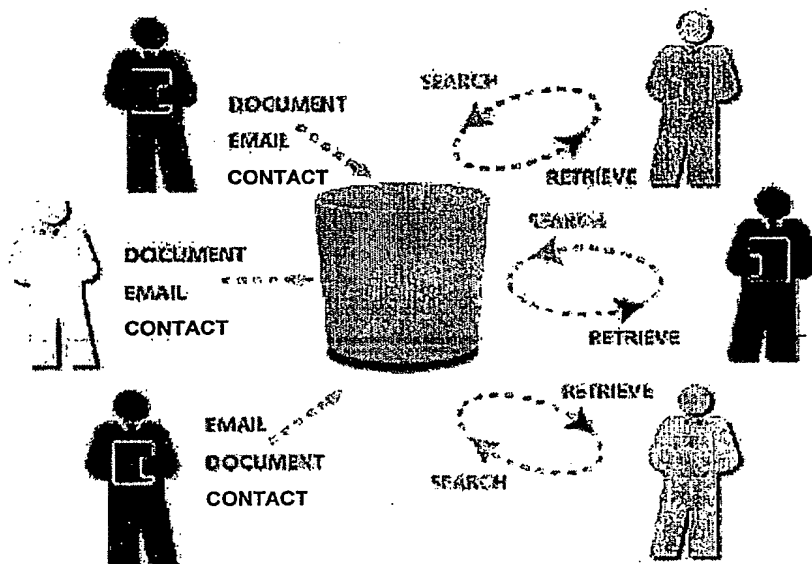 DOCUMENT
EMAIL
CONTACT
SEARCH
RETRIEVE
DOCUMENT
EMAIL
CONTACT
SEARCH
RETRIEVE
EMAIL
DOCUMENT
CONTACT
RETRIEVE
SEARCH